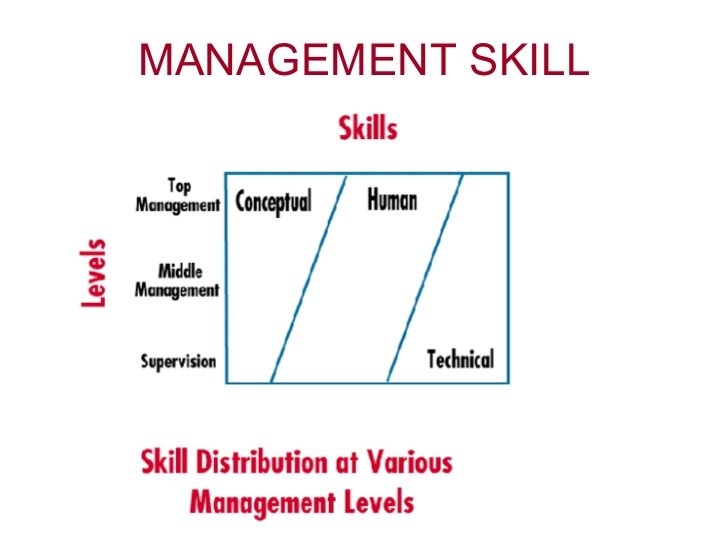 MANAGEMENT SKILL
Skills
Top
Management
Conceptual
Human
Levels
Middle
Management
Supervision
Technical
Skill Distribution at Various
Management Levels